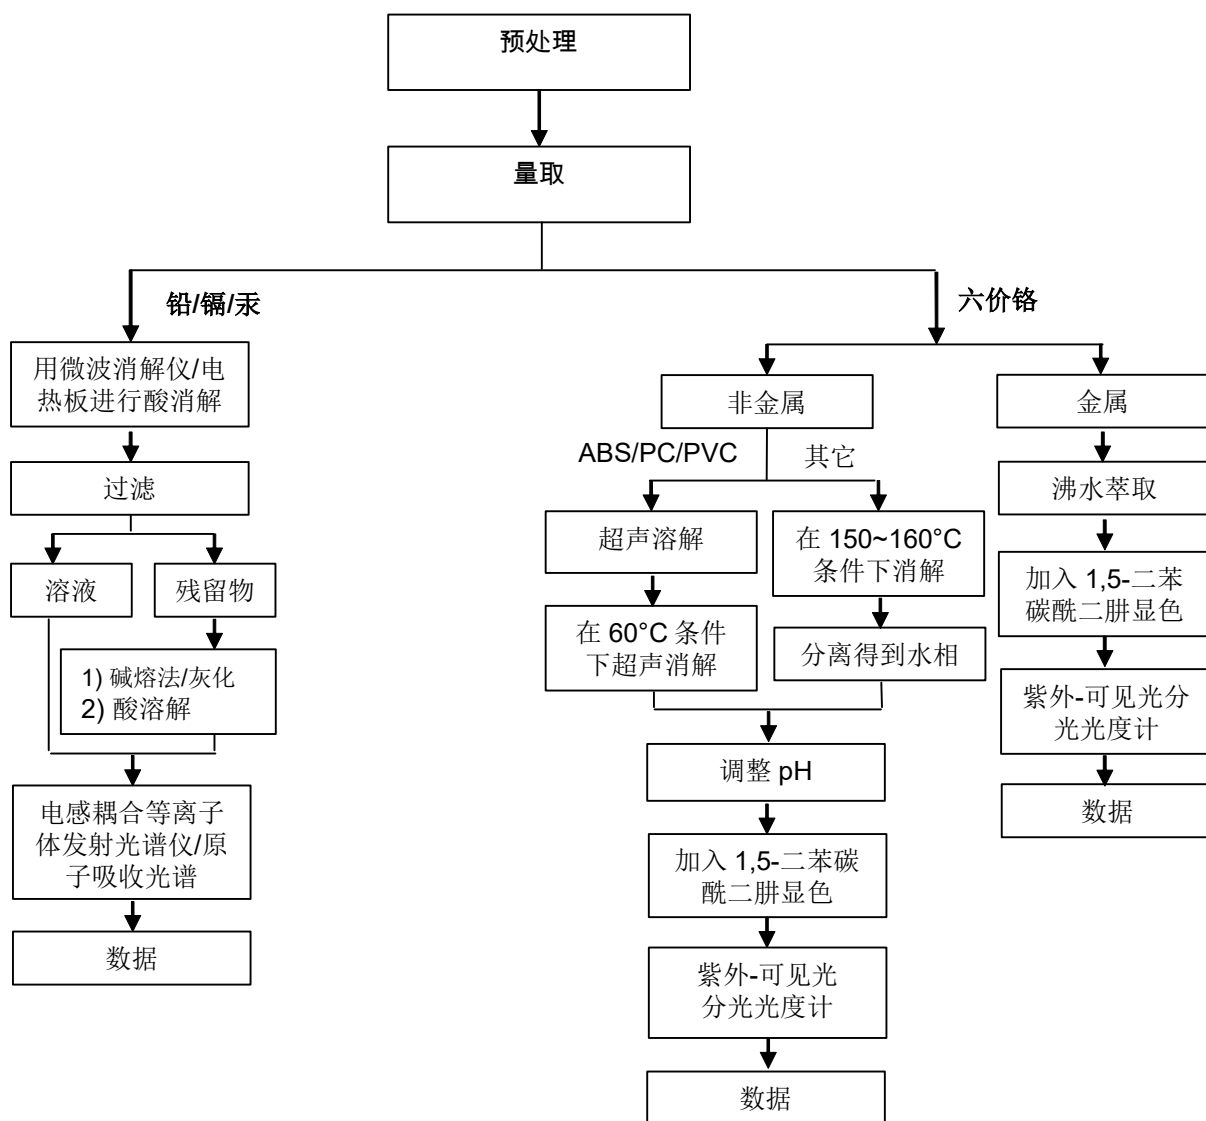 预处理
量取
铅/镉/汞
六价铬
用微波消解仪/电
热板进行酸消解
过滤
溶液
残留物
1) 碱熔法/灰化
2) 酸溶解
电感耦合等离子
体发射光谱仪/原
子吸收光谱
数据
非金属
ABS/PC/PVC
其它
超声溶解
在 60°C 条件
下超声消解
在 150~160°C
条件下消解
分离得到水相
调整 pH
加入 1,5-二苯碳
酰二肼显色
紫外-可见光
分光光度计
数据
金属
沸水萃取
加入 1,5-二苯
碳酰二肼显色
紫外-可见光分
光光度计
数据